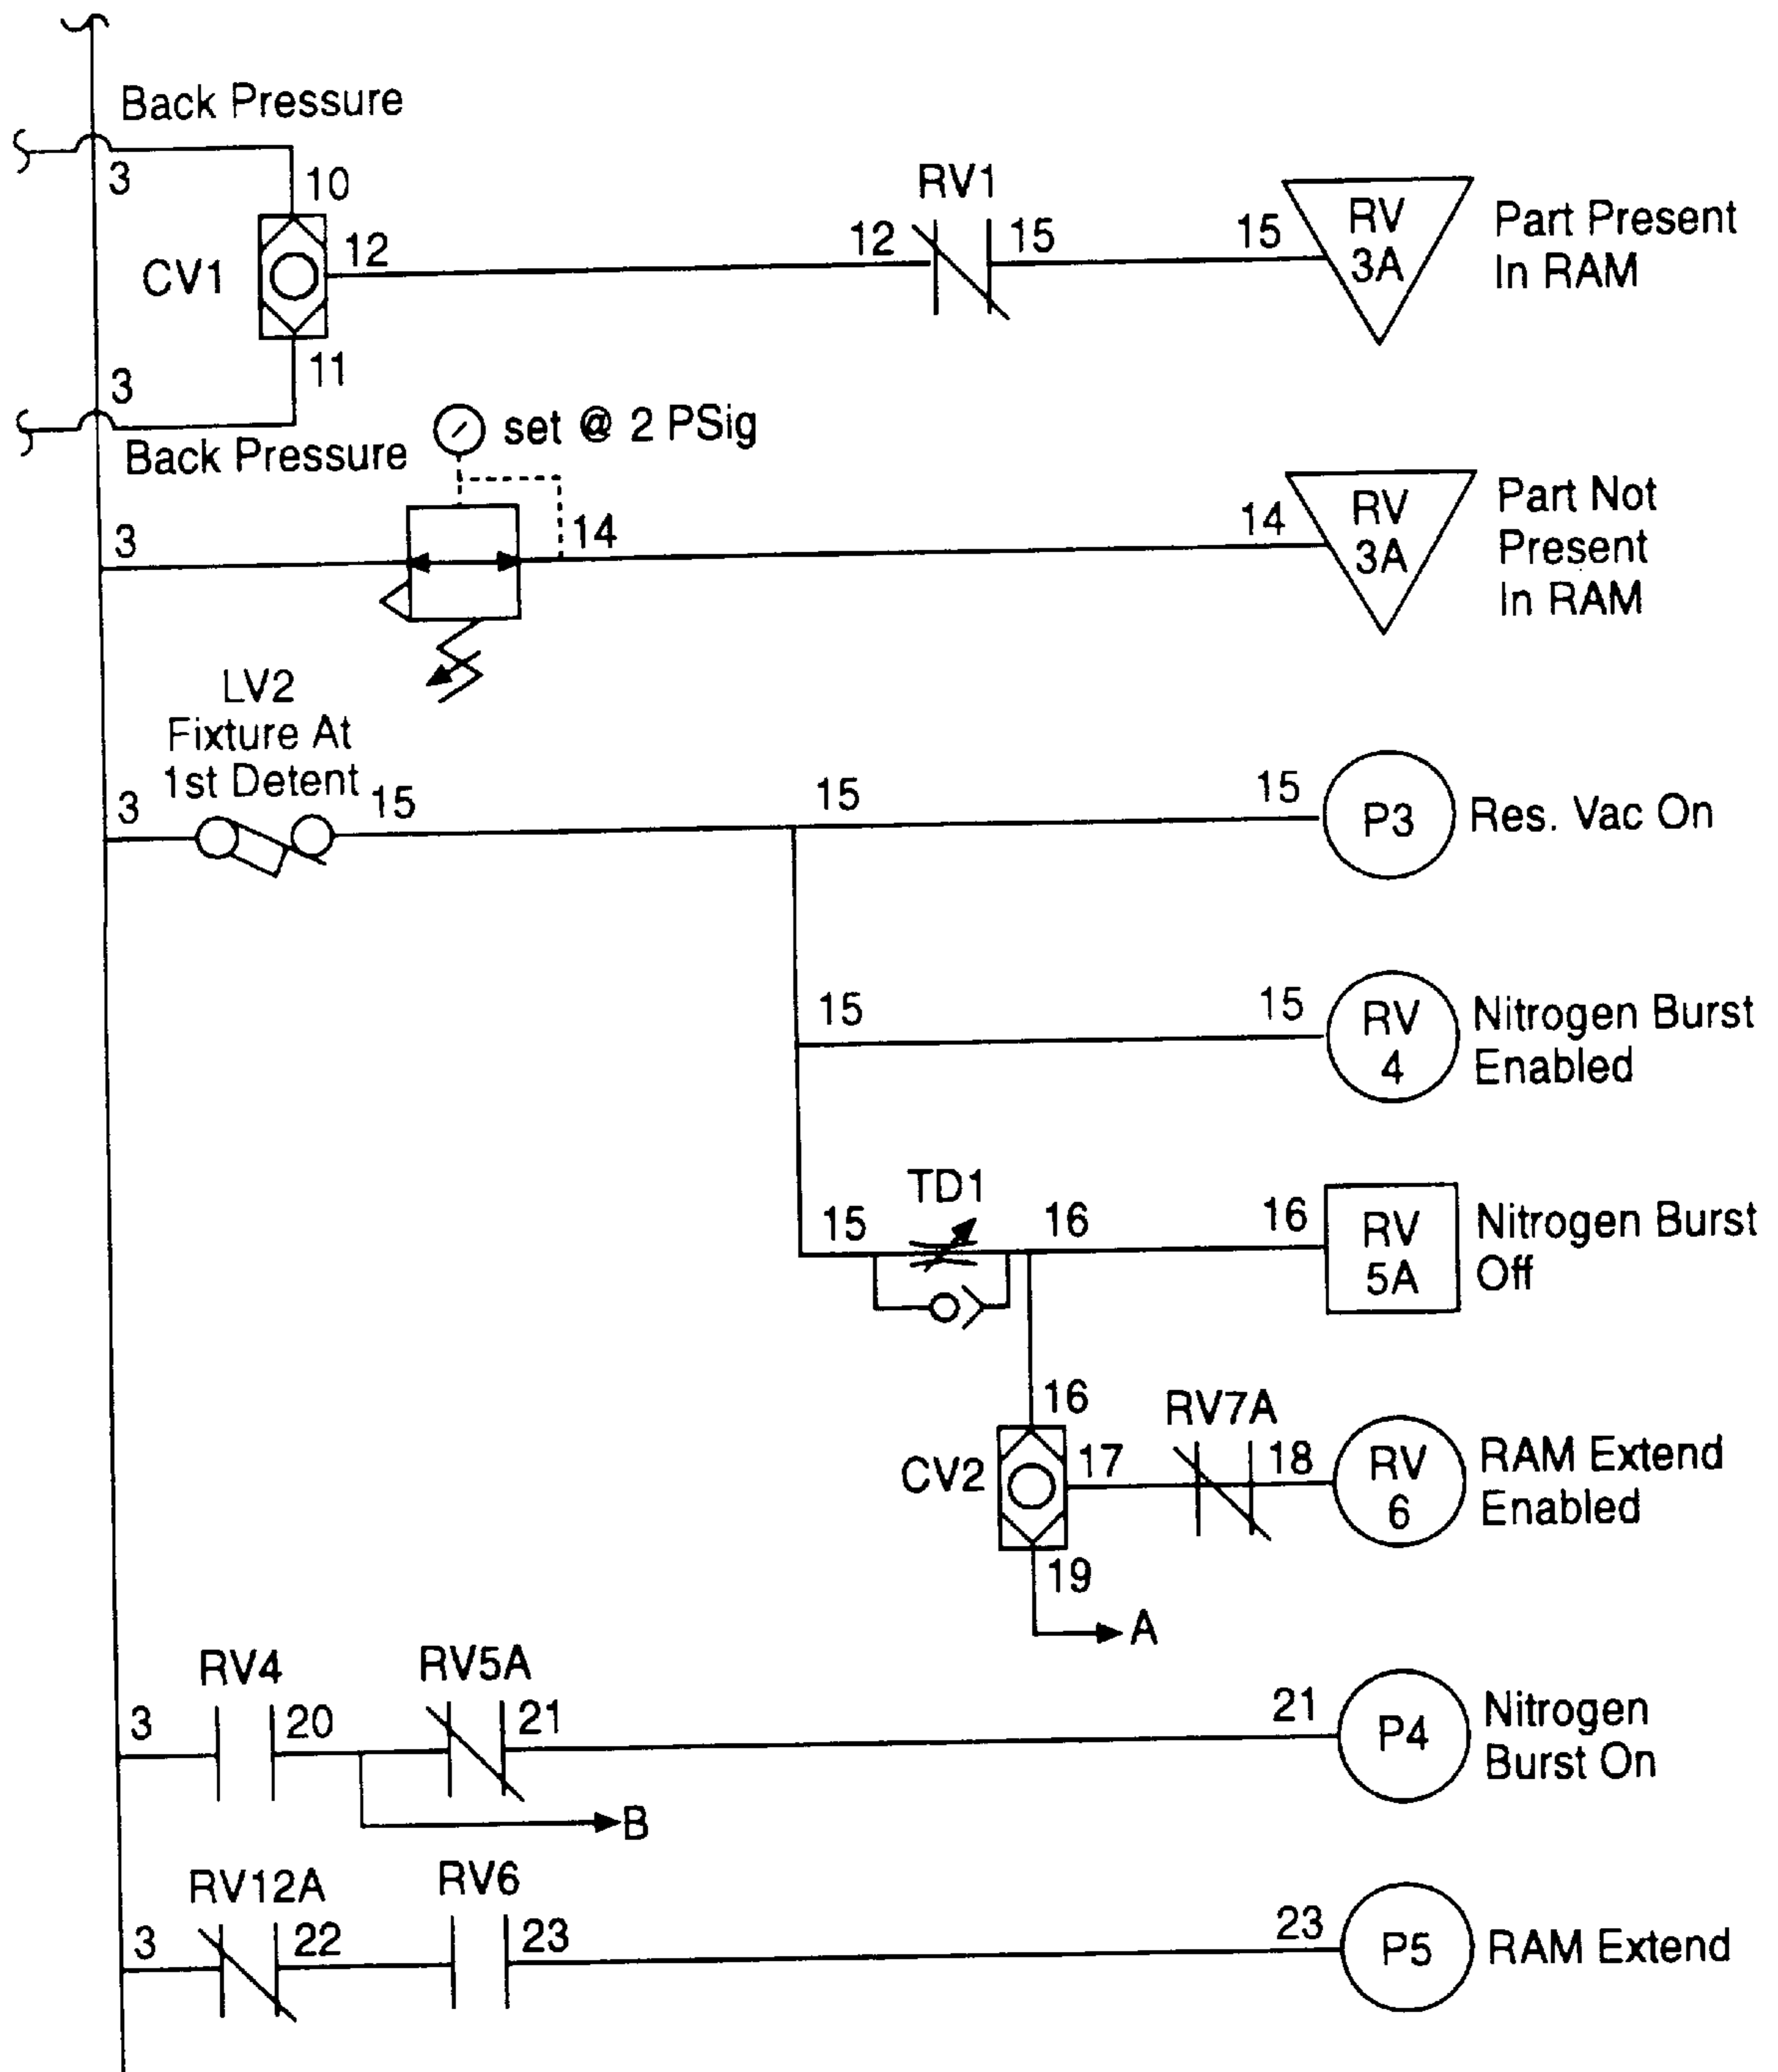 Back Pressure
3
10
CV1
12
12
RV1
15
15
RV
3A
Part Present
In RAM
3
11
Back Pressure
set @ 2 PSig
3
14
14
RV
3A
Part Not
Present
In RAM
LV2
Fixture At
1st Detent
3
15
15
15
P3
Res. Vac On
15
15
RV
4
Nitrogen Burst
Enabled
TD1
15
16
16
RV
5A
Nitrogen Burst
Off
16
CV2
17
RV7A
18
RV
6
RAM Extend
Enabled
19
A
RV4
3
20
RV5A
21
21
P4
Nitrogen
Burst On
B
RV12A
3
22
RV6
23
23
P5
RAM Extend